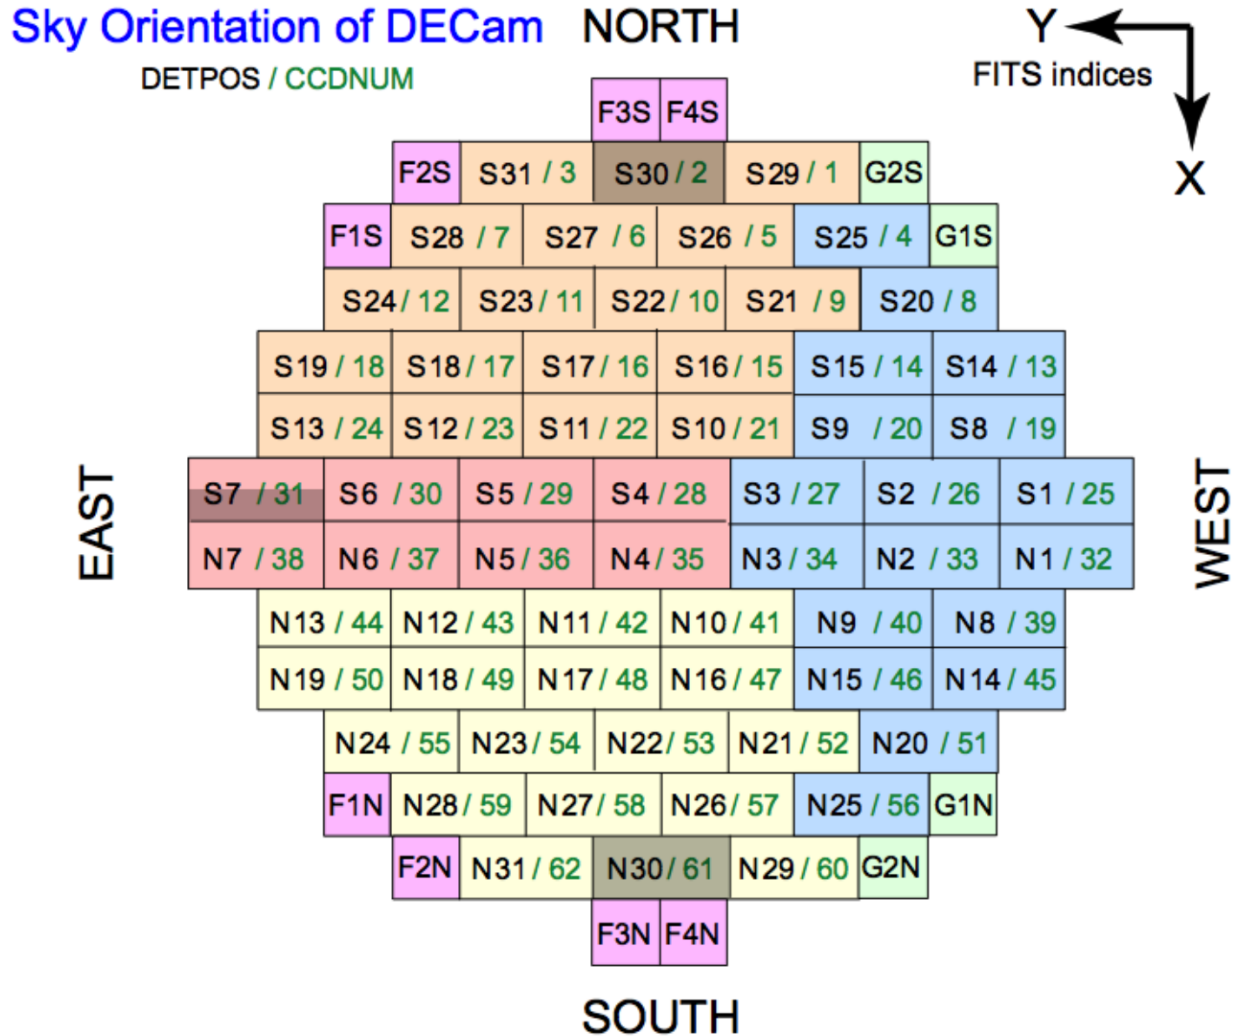 Sky Orientation of DECam NORTH Y
DETPOS / CCDNUM FITS indices
F3S F4S
F2S S31 / 3 S30 / 2 S29 / 1 G2S X
F1S S28 / 7 S27 / 6 S26 / 5 S25 / 4 G1S
S24 / 12 S23 / 11 S22 / 10 S21 / 9 S20 / 8
S19 / 18 S18 / 17 S17 / 16 S16 / 15 S15 / 14 S14 / 13
S13 / 24 S12 / 23 S11 / 22 S10 / 21 S9 / 20 S8 / 19
EAST
S7 / 31 S6 / 30 S5 / 29 S4 / 28 S3 / 27 S2 / 26 S1 / 25
N7 / 38 N6 / 37 N5 / 36 N4 / 35 N3 / 34 N2 / 33 N1 / 32
WEST
N13 / 44 N12 / 43 N11 / 42 N10 / 41 N9 / 40 N8 / 39
N19 / 50 N18 / 49 N17 / 48 N16 / 47 N15 / 46 N14 / 45
N24 / 55 N23 / 54 N22 / 53 N21 / 52 N20 / 51
F1N N28 / 59 N27 / 58 N26 / 57 N25 / 56 G1N
F2N N31 / 62 N30 / 61 N29 / 60 G2N
F3N F4N
SOUTH